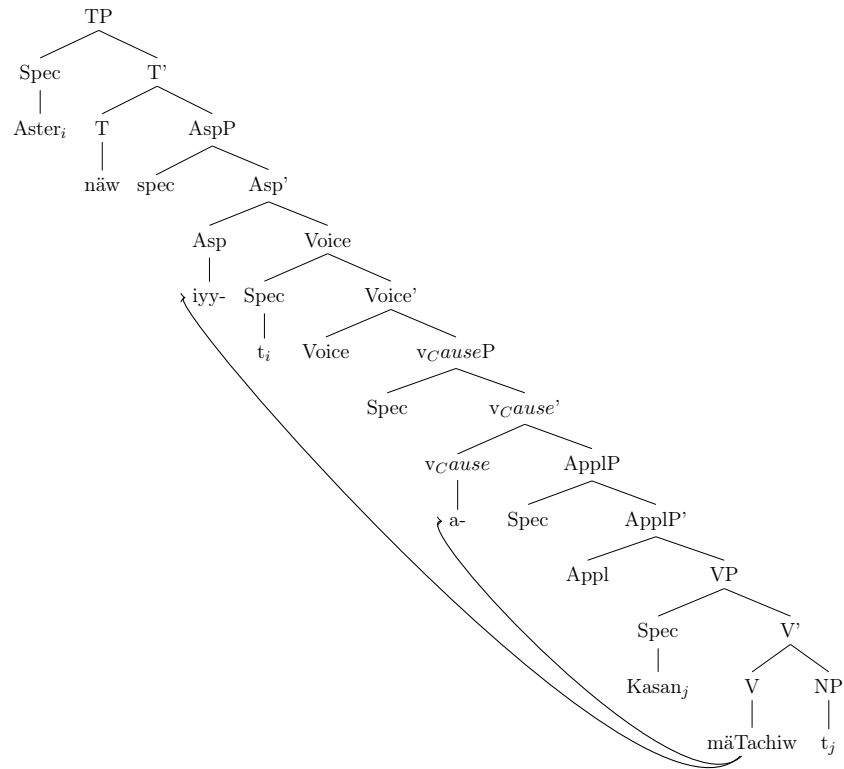 TP
Spec T'
Aster_i T AspP
näw spec Asp'
Asp Voice
iyy- Spec Voice'
t_i Voice v_CauseP
Spec v_Cause'
v_Cause ApplP
a- Spec ApplP'
Appl VP
Spec V'
Kasan_j V NP
mäTachiw t_j